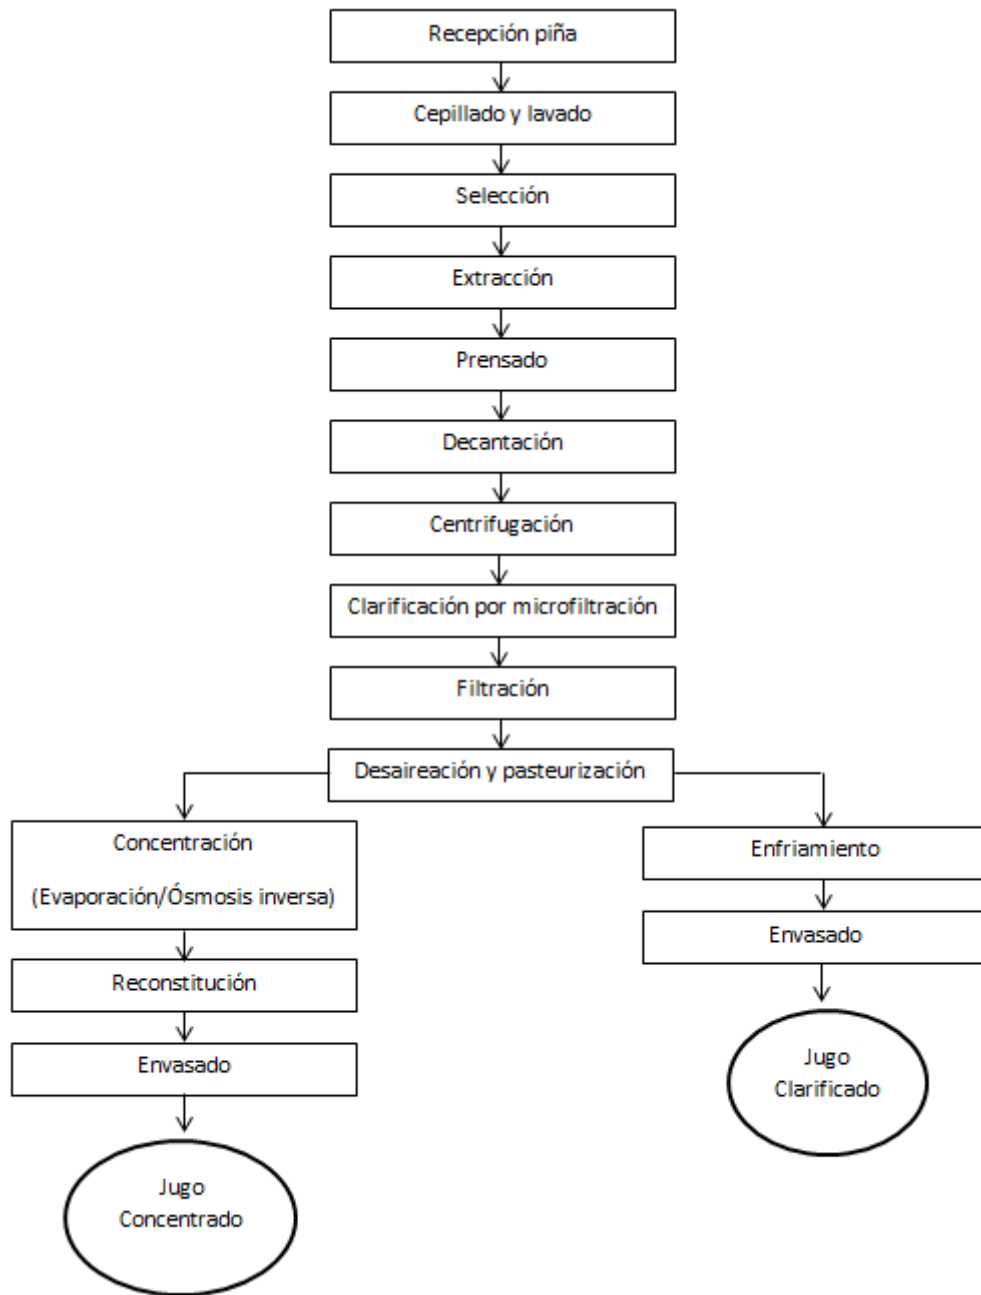 Recepción piña
Cepillado y lavado
Selección
Extracción
Prensado
Decantación
Centrifugación
Clarificación por microfiltración
Filtración
Desaireación y pasteurización
Concentración
(Evaporación/Ósmosis inversa)
Reconstitución
Envasado
Jugo
Concentrado
Enfriamiento
Envasado
Jugo
Clarificado